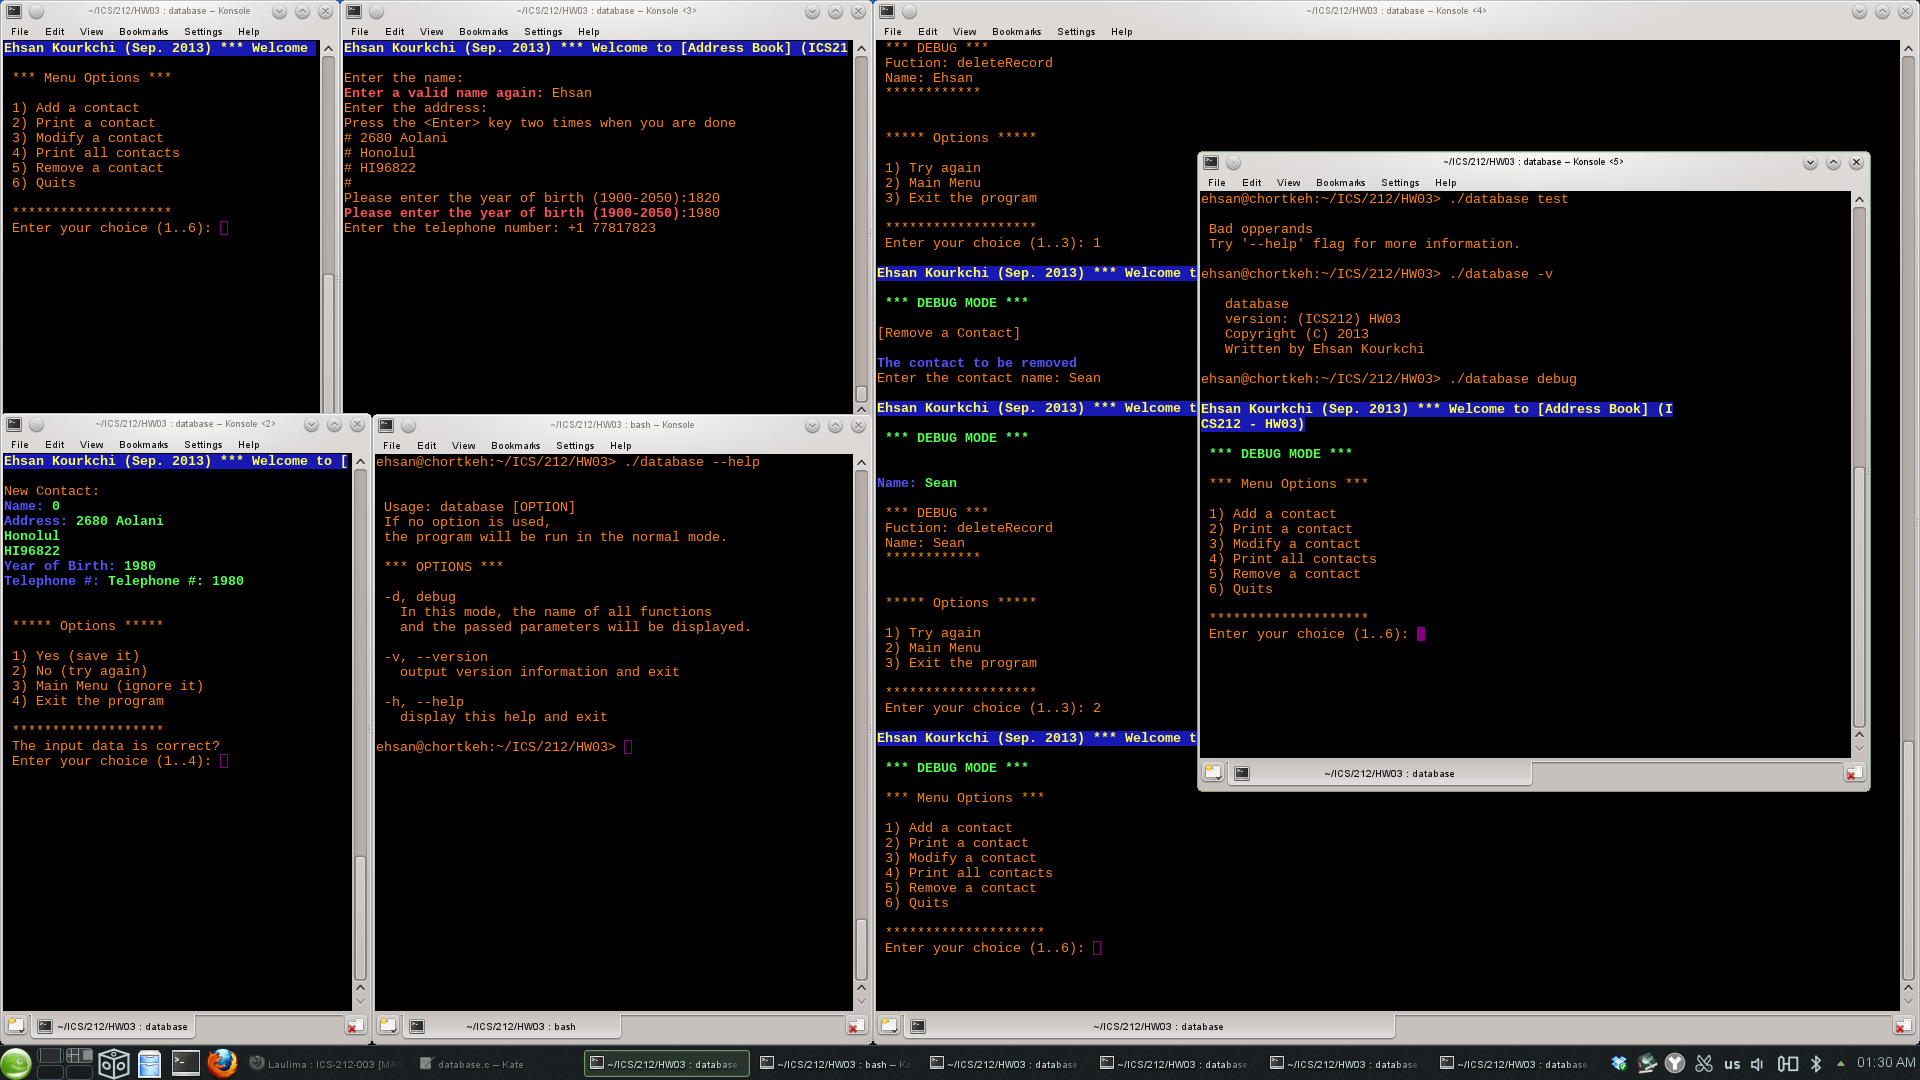 ~/ICS/212/HW03 : database – Konsole
File Edit View Bookmarks Settings Help
Ehsan Kourkchi (Sep. 2013) *** Welcome
*** Menu Options ***
1) Add a contact
2) Print a contact
3) Modify a contact
4) Print all contacts
5) Remove a contact
6) Quits
********************
Enter your choice (1..6):
~/ICS/212/HW03 : database – Konsole <3>
File Edit View Bookmarks Settings Help
Ehsan Kourkchi (Sep. 2013) *** Welcome to [Address Book] (ICS21
Enter the name:
Enter a valid name again: Ehsan
Enter the address:
Press the <Enter> key two times when you are done
# 2680 Aolani
# Honolul
# HI96822
#
Please enter the year of birth (1900-2050):1820
Please enter the year of birth (1900-2050):1980
Enter the telephone number: +1 77817823
~/ICS/212/HW03 : database – Konsole <2>
File Edit View Bookmarks Settings Help
Ehsan Kourkchi (Sep. 2013) *** Welcome to [
New Contact:
Name: 0
Address: 2680 Aolani
Honolul
HI96822
Year of Birth: 1980
Telephone #: Telephone #: 1980
***** Options *****
1) Yes (save it)
2) No (try again)
3) Main Menu (ignore it)
4) Exit the program
*******************
The input data is correct?
Enter your choice (1..4):
~/ICS/212/HW03 : database
~/ICS/212/HW03 : bash – Konsole
File Edit View Bookmarks Settings Help
ehsan@chortkeh:~/ICS/212/HW03> ./database --help
Usage: database [OPTION]
If no option is used,
the program will be run in the normal mode.
*** OPTIONS ***
-d, debug
In this mode, the name of all functions
and the passed parameters will be displayed.
-v, --version
output version information and exit
-h, --help
display this help and exit
ehsan@chortkeh:~/ICS/212/HW03>
~/ICS/212/HW03 : bash
~/ICS/212/HW03 : database – Konsole <4>
File Edit View Bookmarks Settings Help
*** DEBUG ***
Fuction: deleteRecord
Name: Ehsan
************
***** Options *****
1) Try again
2) Main Menu
3) Exit the program
*******************
Enter your choice (1..3): 1
Ehsan Kourkchi (Sep. 2013) *** Welcome t
*** DEBUG MODE ***
[Remove a Contact]
The contact to be removed
Enter the contact name: Sean
Ehsan Kourkchi (Sep. 2013) *** Welcome t
*** DEBUG MODE ***
Name: Sean
*** DEBUG ***
Fuction: deleteRecord
Name: Sean
************
***** Options *****
1) Try again
2) Main Menu
3) Exit the program
*******************
Enter your choice (1..3): 2
Ehsan Kourkchi (Sep. 2013) *** Welcome t
*** DEBUG MODE ***
*** Menu Options ***
1) Add a contact
2) Print a contact
3) Modify a contact
4) Print all contacts
5) Remove a contact
6) Quits
********************
Enter your choice (1..6):
~/ICS/212/HW03 : database
~/ICS/212/HW03 : database – Konsole <5>
File Edit View Bookmarks Settings Help
ehsan@chortkeh:~/ICS/212/HW03> ./database test
Bad opperands
Try '--help' flag for more information.
ehsan@chortkeh:~/ICS/212/HW03> ./database -v
database
version: (ICS212) HW03
Copyright (C) 2013
Written by Ehsan Kourkchi
ehsan@chortkeh:~/ICS/212/HW03> ./database debug
Ehsan Kourkchi (Sep. 2013) *** Welcome to [Address Book] (I
CS212 - HW03)
*** DEBUG MODE ***
*** Menu Options ***
1) Add a contact
2) Print a contact
3) Modify a contact
4) Print all contacts
5) Remove a contact
6) Quits
********************
Enter your choice (1..6):
~/ICS/212/HW03 : database
Laulima : ICS-212-003 [MAN
database.c – Kate
~/ICS/212/HW03 : database
~/ICS/212/HW03 : bash – Ko
~/ICS/212/HW03 : database
~/ICS/212/HW03 : database
~/ICS/212/HW03 : database
~/ICS/212/HW03 : database
us
01:30 AM